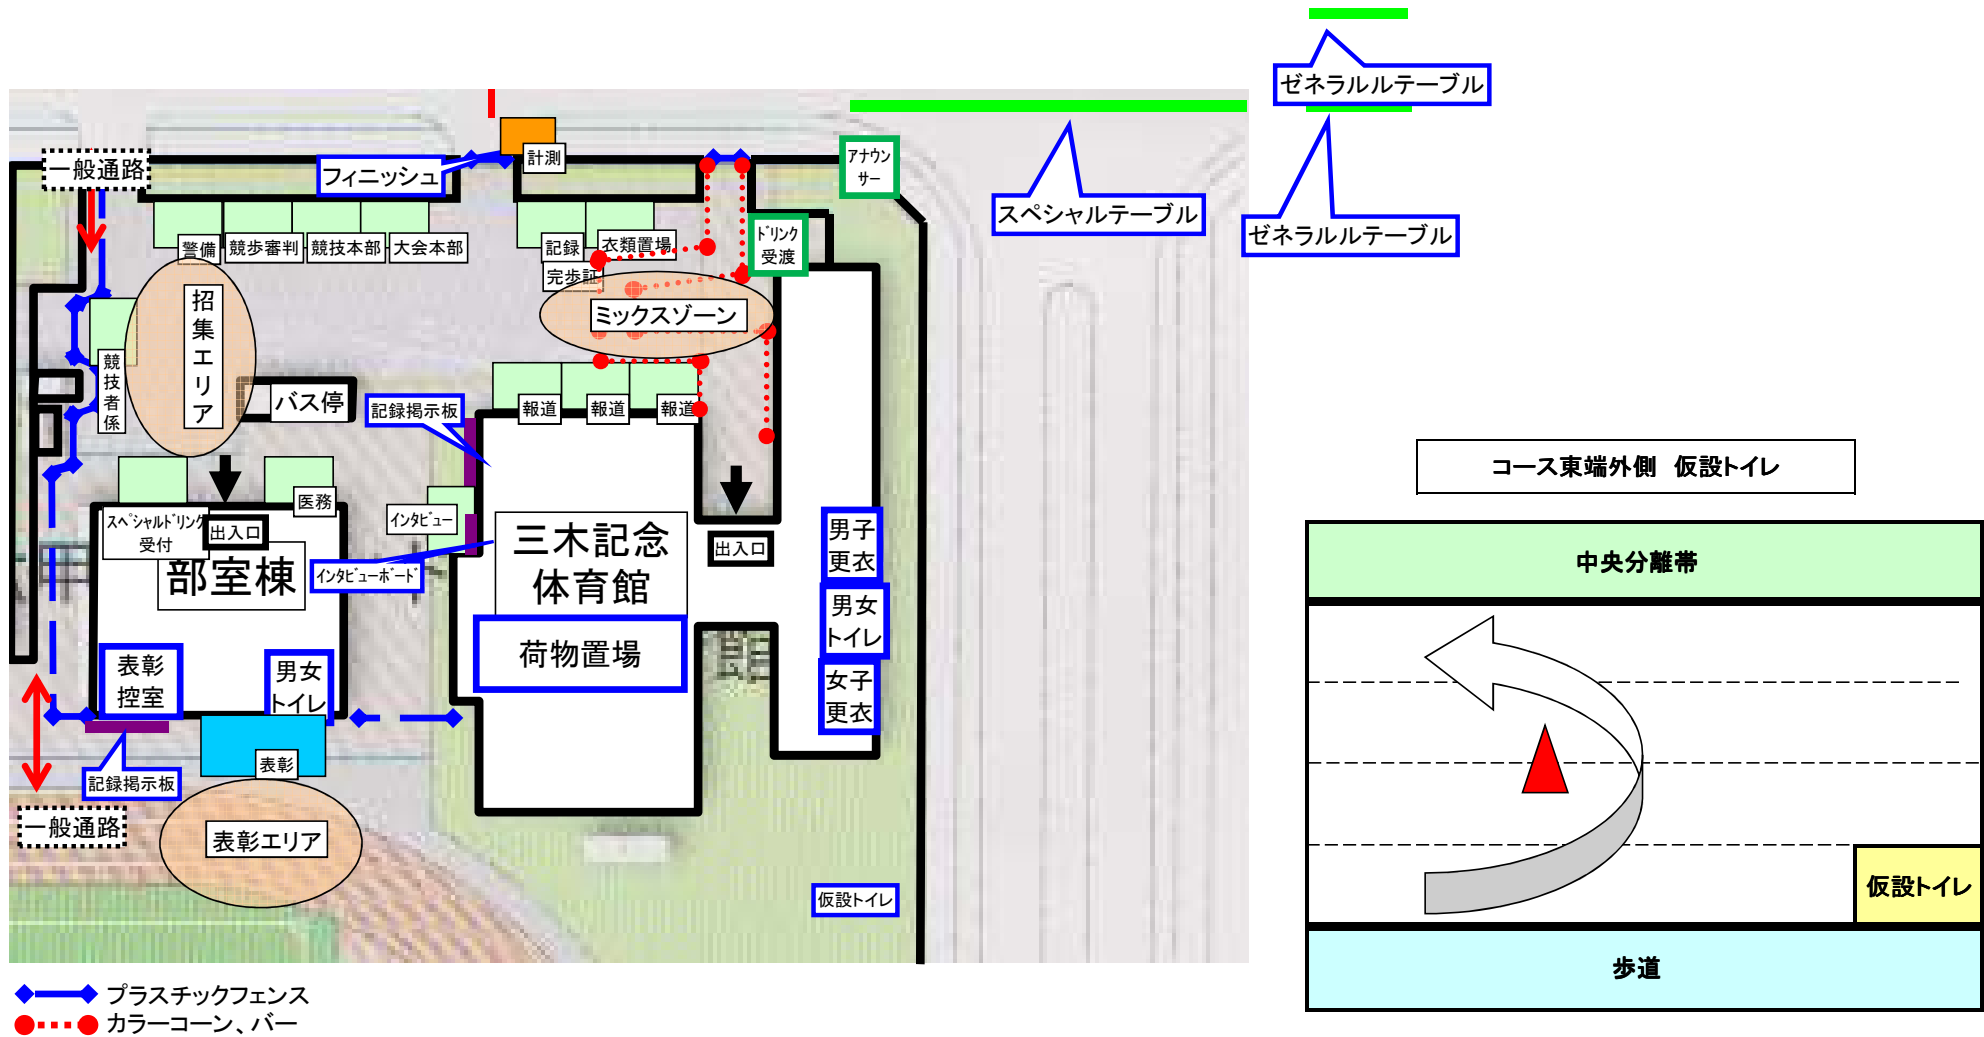 ゼネラルルテーブル
一般通路
フィニッシュ
計測
アナウン
サー
スペシャルテーブル
ゼネラルルテーブル
警備
競歩審判
競技本部
大会本部
記録
衣類置場
完歩証
ドリンク
受渡
招集エリア
ミックスゾーン
競技者係
バス停
記録掲示板
報道
報道
報道
医務
インタビュー
スペシャルドリンク
受付
出入口
部室棟
インタビューボード
三木記念
体育館
出入口
男子
更衣
男女
トイレ
女子
更衣
荷物置場
表彰
控室
男女
トイレ
表彰
記録掲示板
一般通路
表彰エリア
仮設トイレ
プラスチックフェンス
カラーコーン、バー
コース東端外側 仮設トイレ
中央分離帯
仮設トイレ
歩道